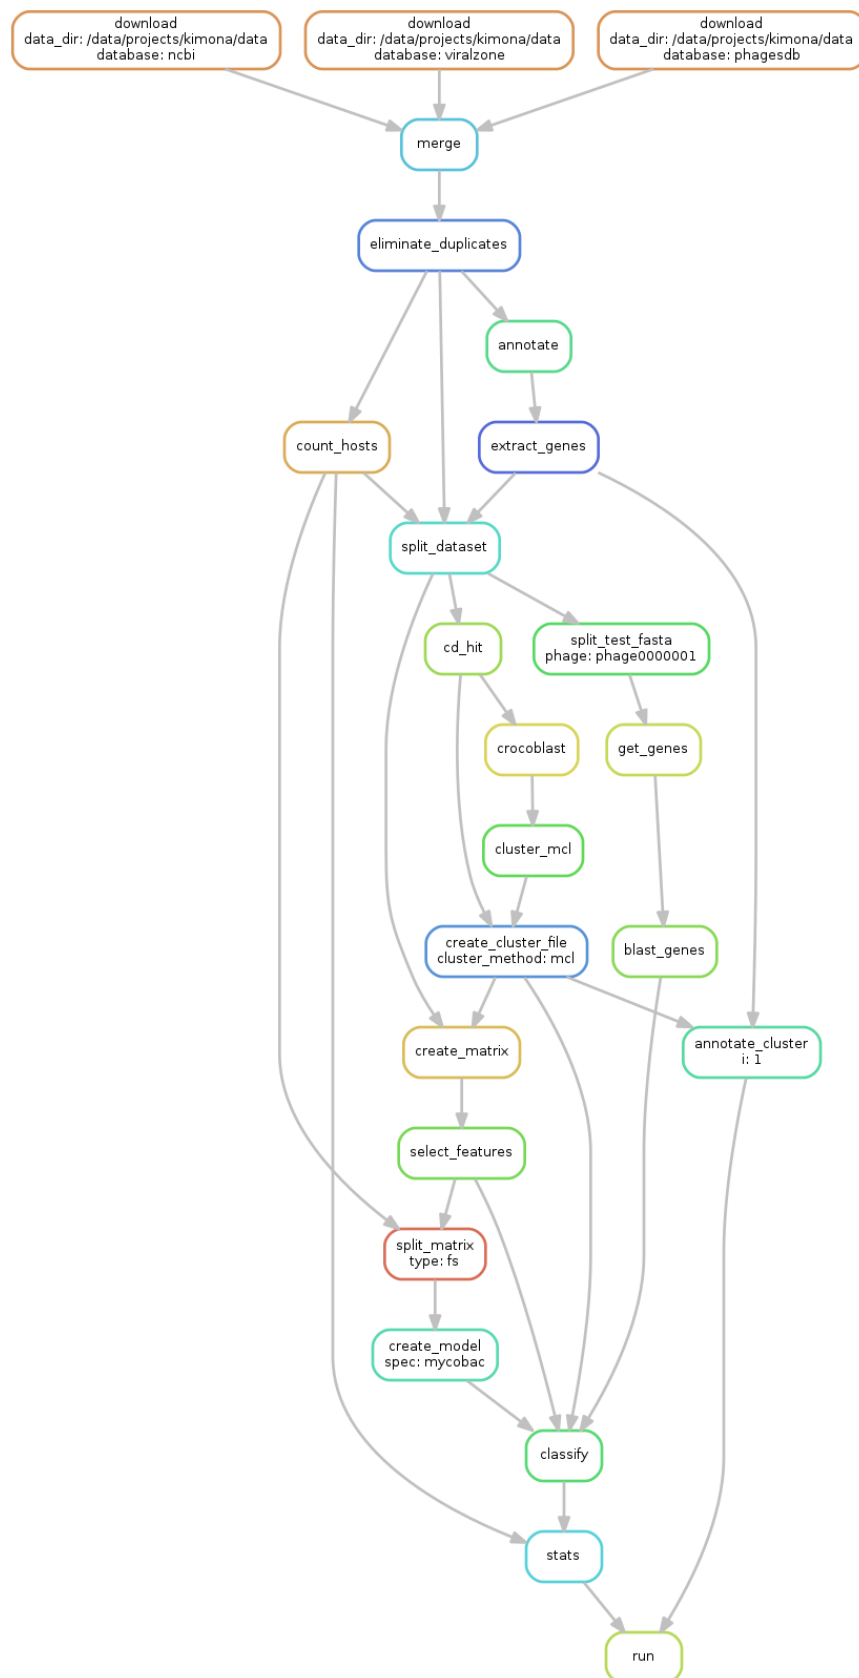 download
data_dir: /data/projects/kimona/data
database: ncbi
download
data_dir: /data/projects/kimona/data
database: viralzone
download
data_dir: /data/projects/kimona/data
database: phagesdb
merge
eliminate_duplicates
annotate
count_hosts
extract_genes
split_dataset
cd_hit
split_test_fasta
phage: phage0000001
crocoblast
get_genes
cluster_mcl
create_cluster_file
cluster_method: mcl
blast_genes
create_matrix
annotate_cluster
i: 1
select_features
split_matrix
type: fs
create_model
spec: mycobac
classify
stats
run